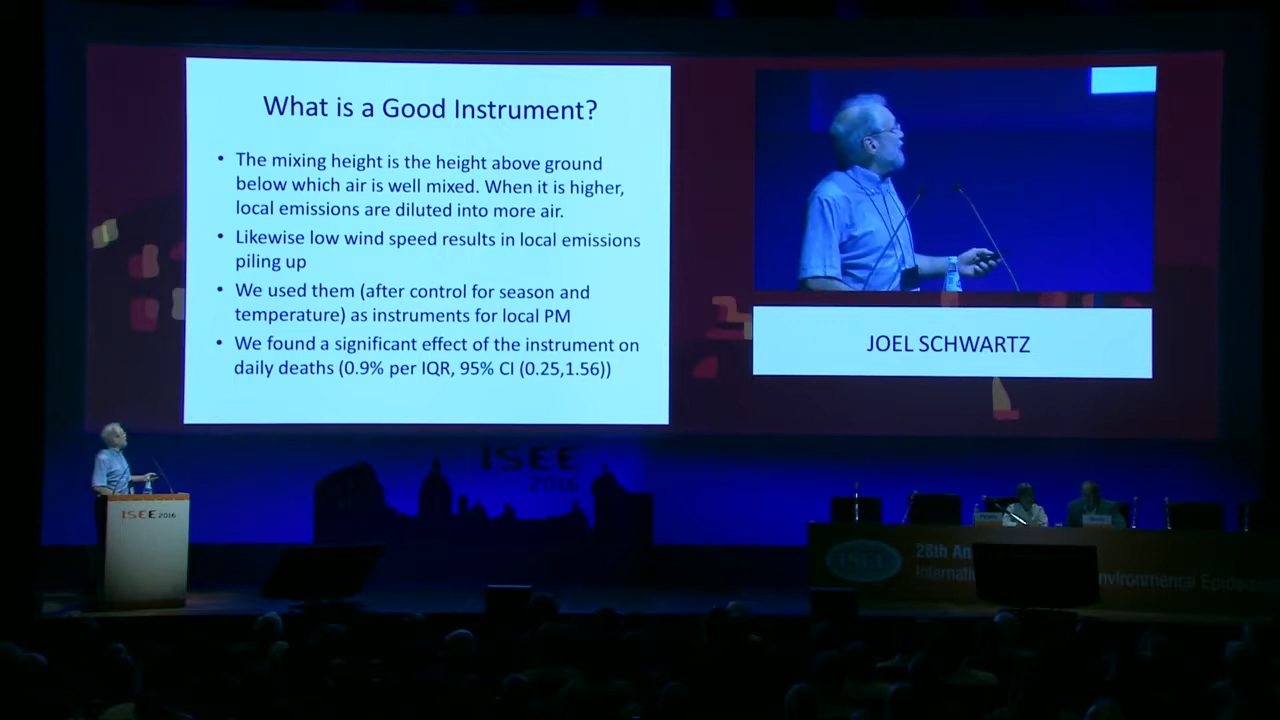 What is a Good Instrument?
• The mixing height is the height above ground
below which air is well mixed. When it is higher,
local emissions are diluted into more air.
• Likewise low wind speed results in local emissions
piling up
• We used them (after control for season and
temperature) as instruments for local PM
• We found a significant effect of the instrument on
daily deaths (0.9% per IQR, 95% CI (0.25,1.56))
JOEL SCHWARTZ
ISEE
2016
ISEE 2016
ISEE
28th An
Internati
nvironmental Epidem